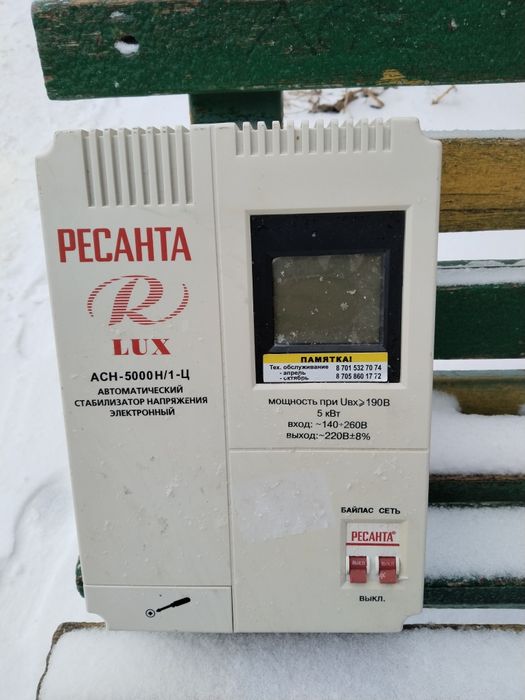 РЕСАНТА
R
LUX
АСН-5000Н/1-Ц
АВТОМАТИЧЕСКИЙ
СТАБИЛИЗАТОР НАПРЯЖЕНИЯ
ЭЛЕКТРОННЫЙ
ПАМЯТКА!
Тех. обслуживание 8 701 532 70 74
- апрель
- октябрь 8 705 860 17 72
мощность при Uвх⩾190В
5 кВт
вход: ~140÷260В
выход:~220В±8%
БАЙПАС СЕТЬ
РЕСАНТА®
ВЫКЛ ВЫКЛ
ВЫКЛ.